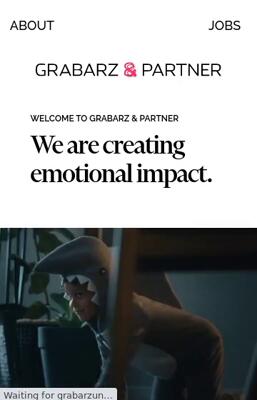 ABOUT
JOBS
GRABARZ & PARTNER
WELCOME TO GRABARZ & PARTNER
We are creating
emotional impact.
Waiting for grabarzun...